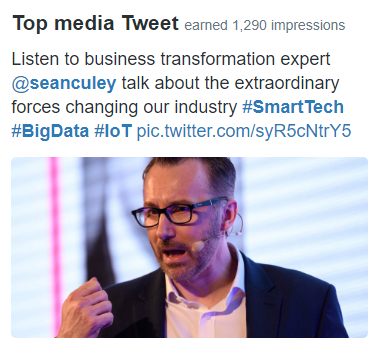 Top media Tweet earned 1,290 impressions
Listen to business transformation expert
@seanculey talk about the extraordinary
forces changing our industry #SmartTech
#BigData #IoT pic.twitter.com/syR5cNtrY5